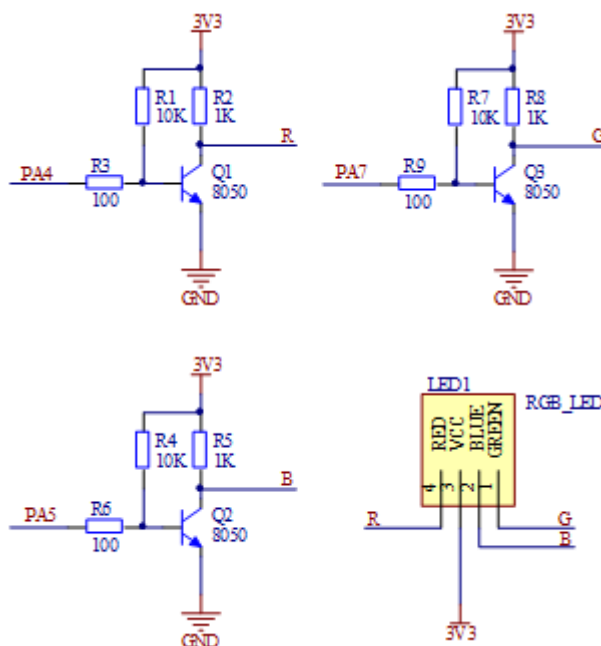 3V3
R1
10K
R2
1K
R
PA4
R3
100
Q1
8050
GND
3V3
R7
10K
R8
1K
G
PA7
R9
100
Q3
8050
GND
3V3
R4
10K
R5
1K
B
PA5
R6
100
Q2
8050
GND
LED1
RGB_LED
RED
VCC
BLUE
GREEN
4
3
2
1
R
G
B
3V3